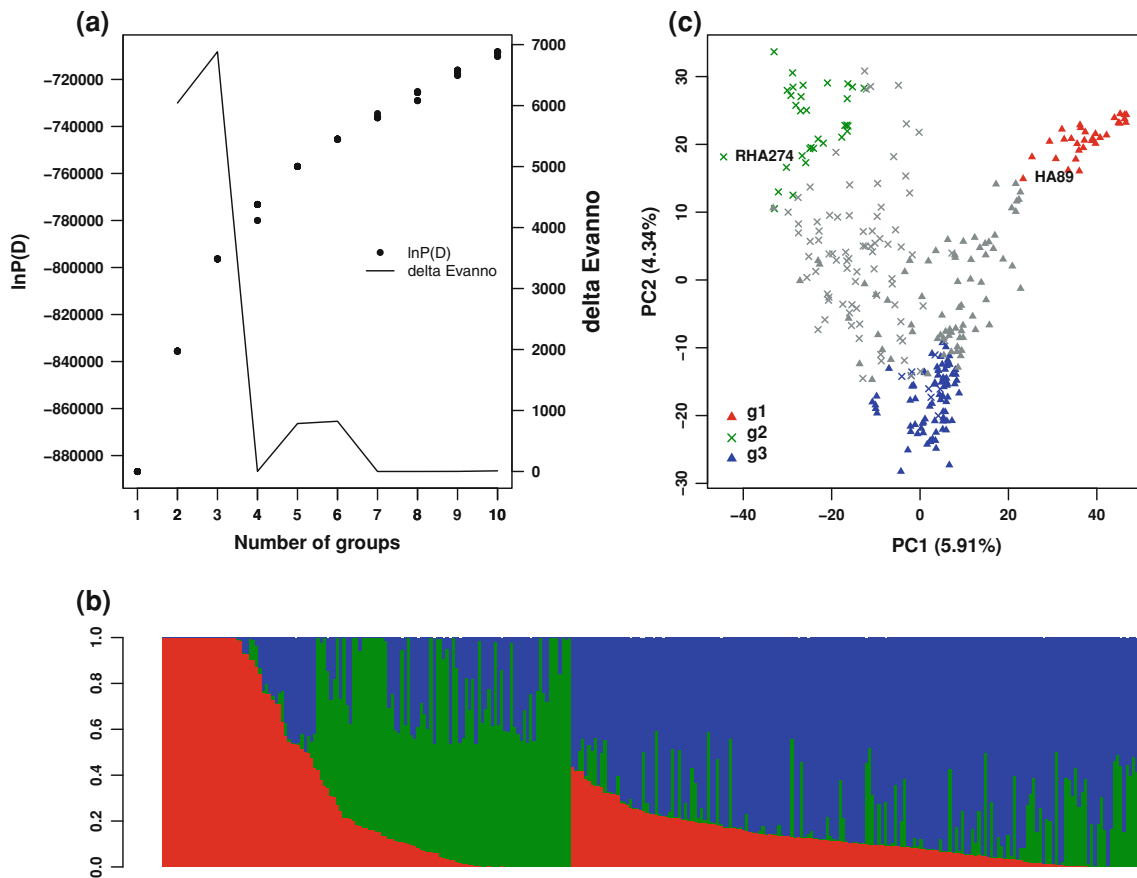 (a)
lnP(D)
−720000
−740000
−760000
−780000
−800000
−820000
−840000
−860000
−880000
7000
6000
5000
4000
3000
2000
1000
0
delta Evanno
lnP(D)
delta Evanno
1 2 3 4 5 6 7 8 9 10
Number of groups
(c)
PC2 (4.34%)
30
20
10
0
−10
−20
−30
RHA274
HA89
g1
g2
g3
−40 −20 0 20 40
PC1 (5.91%)
(b)
1.0
0.8
0.6
0.4
0.2
0.0